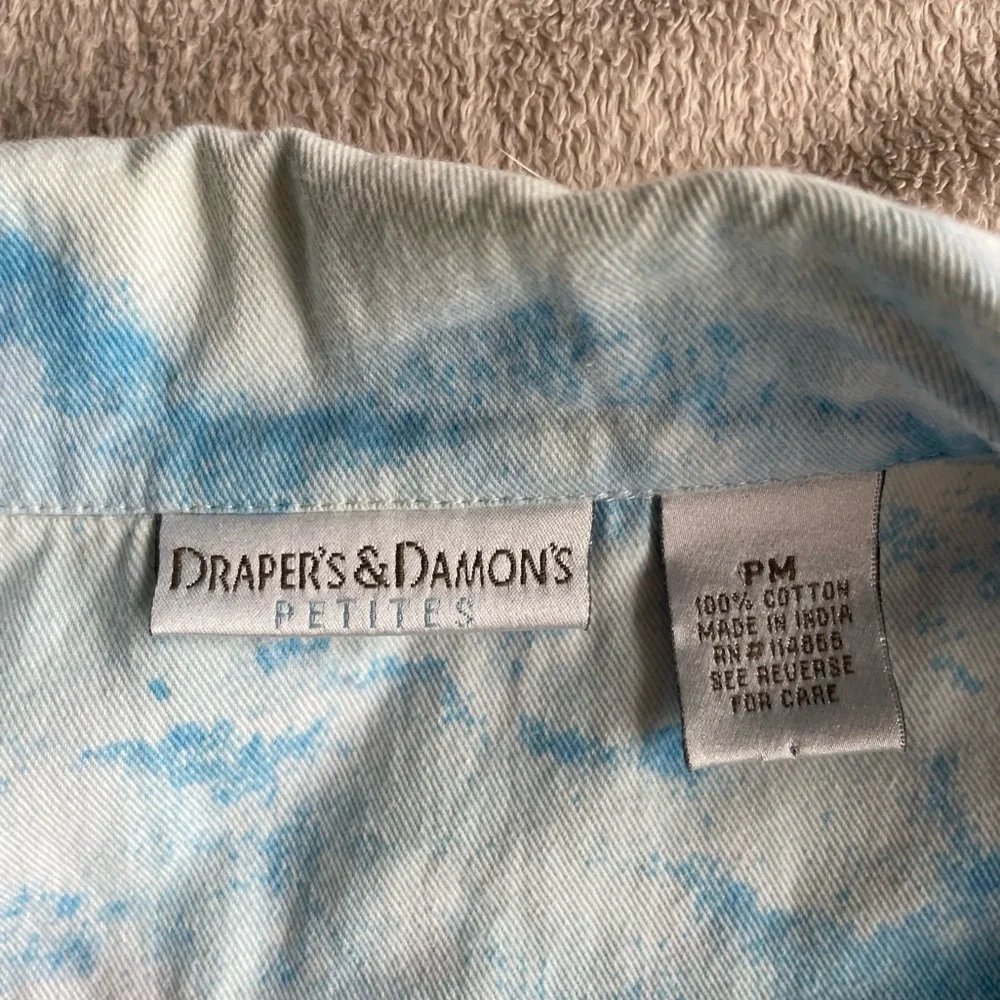 DRAPER'S & DAMON'S
PETITES
PM
100% COTTON
MADE IN INDIA
RN # 114866
SEE REVERSE
FOR CARE